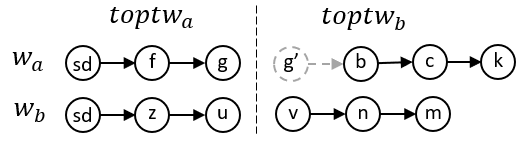 toptw_a toptw_b
w_a sd f g g' b c k
w_b sd z u v n m